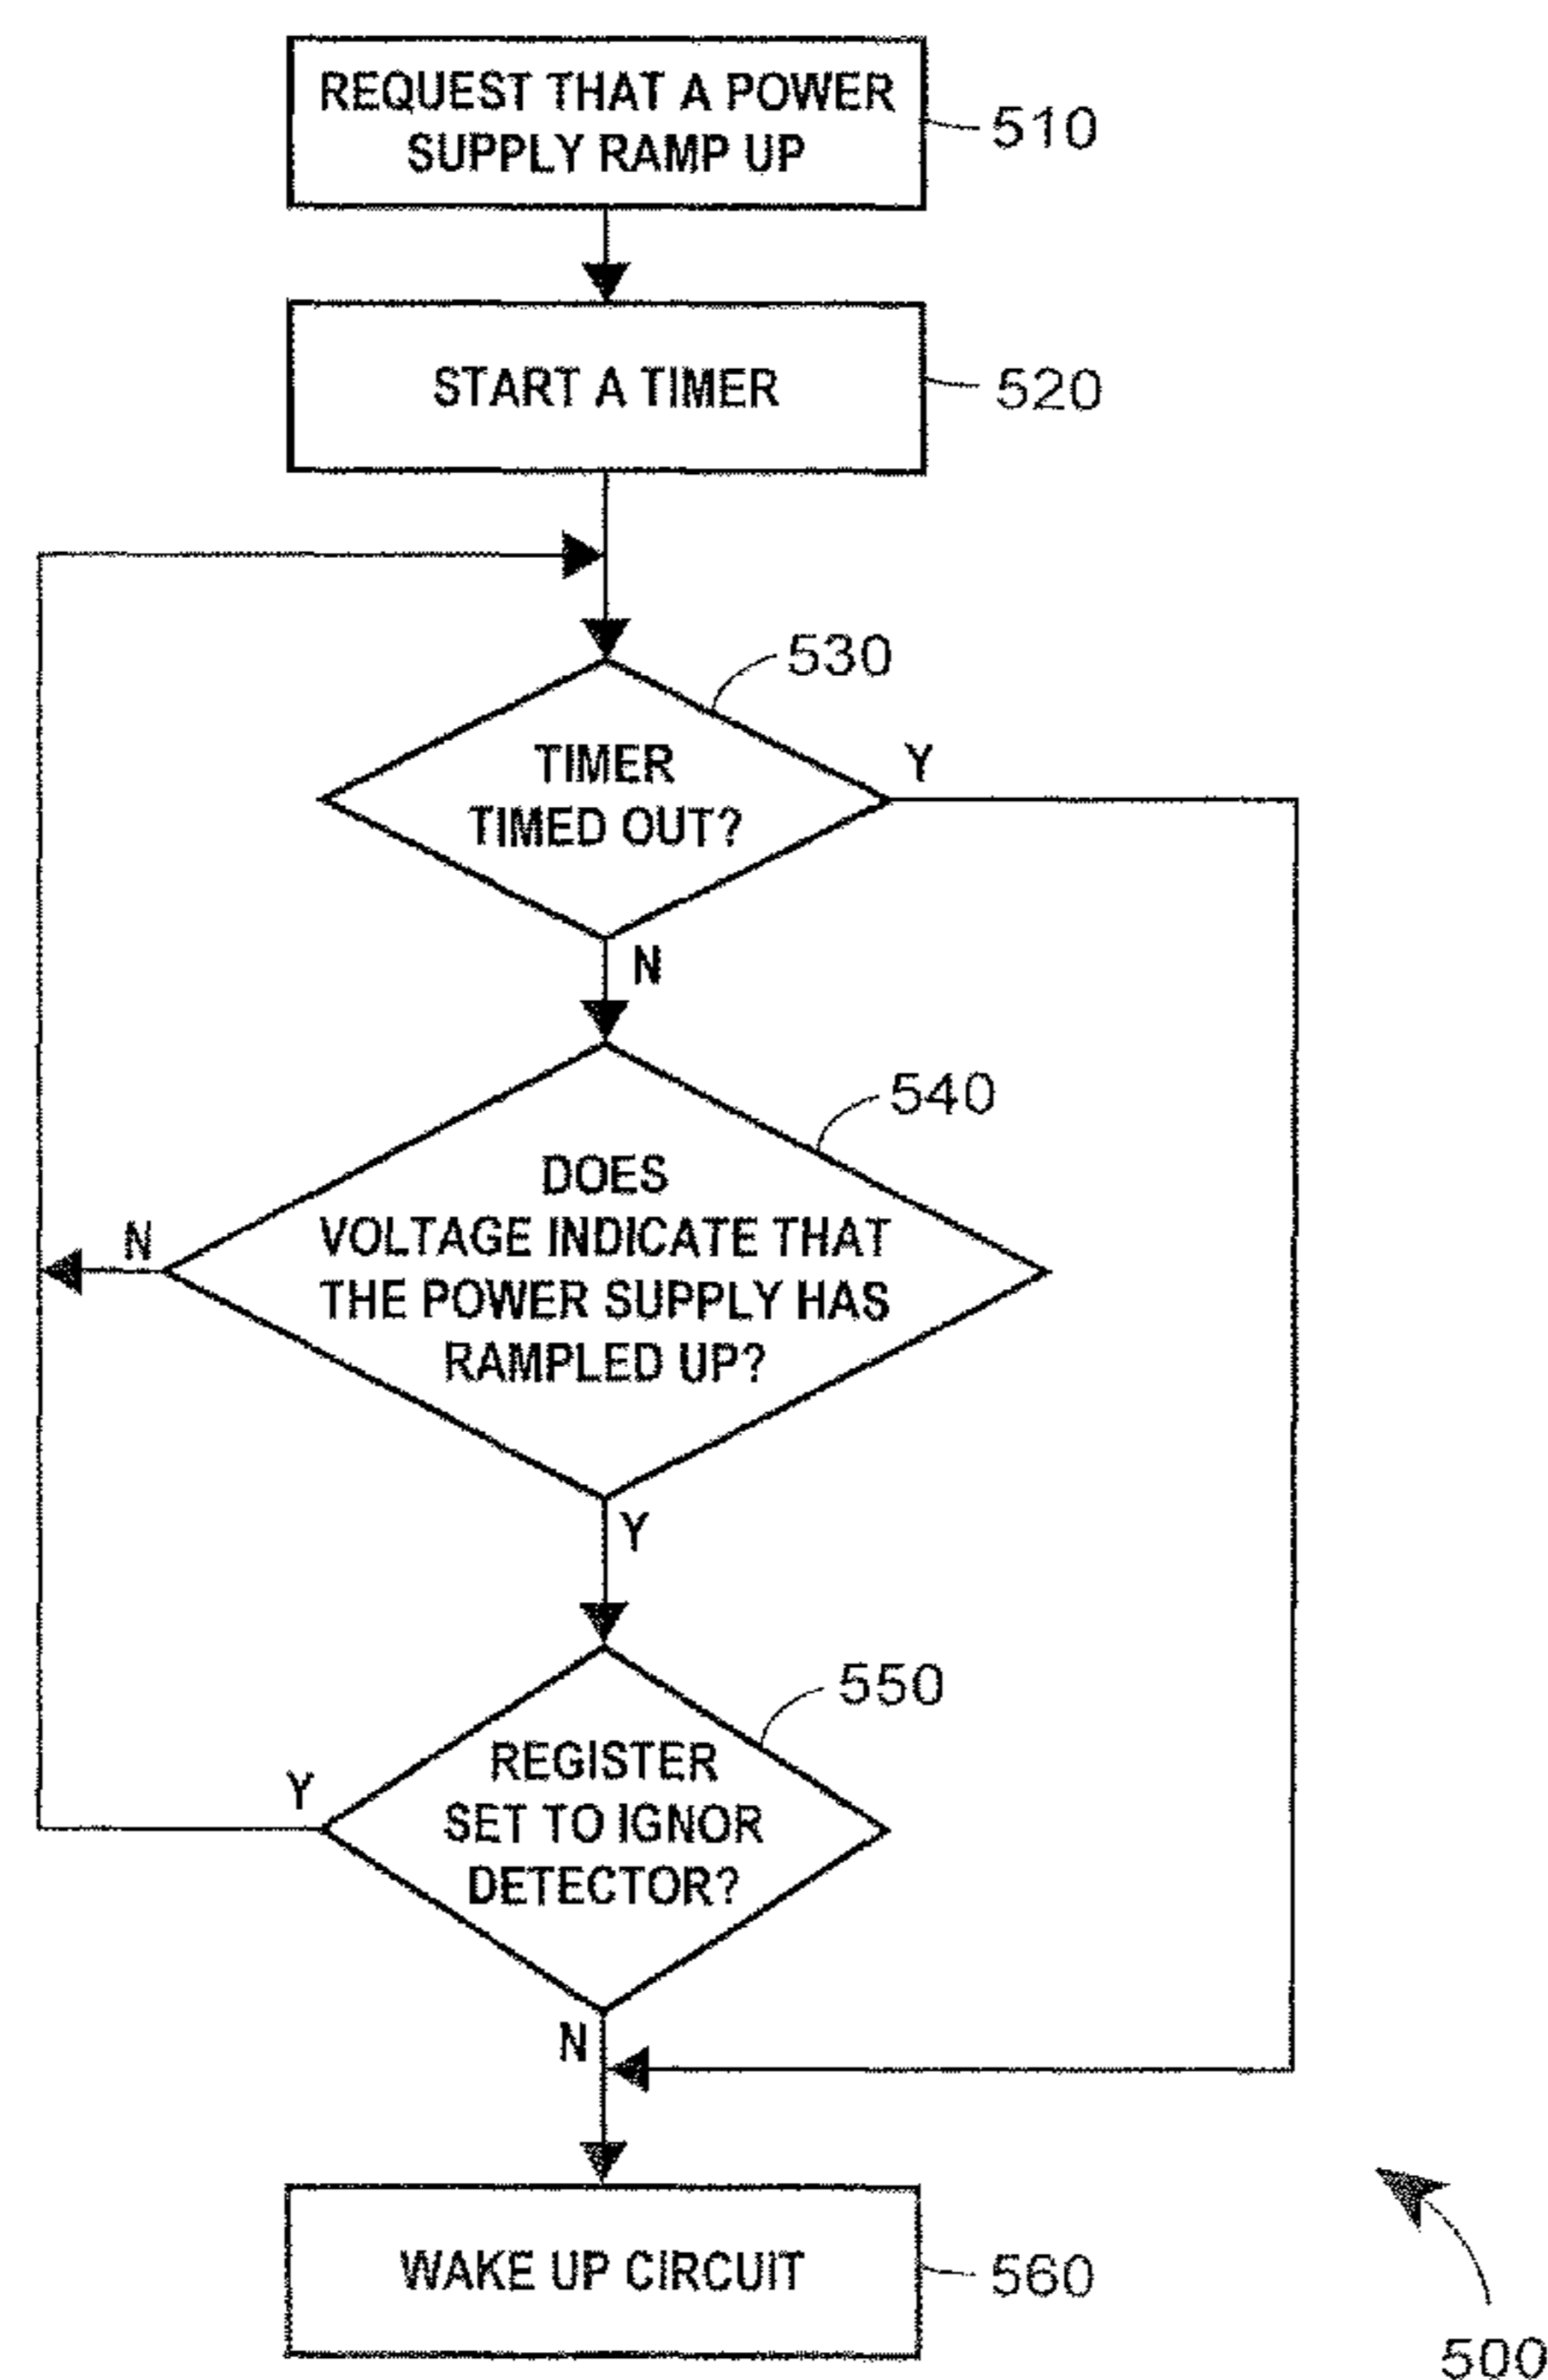 REQUEST THAT A POWER
SUPPLY RAMP UP
510
START A TIMER
520
530
TIMER
TIMED OUT?
Y
N
540
DOES
VOLTAGE INDICATE THAT
THE POWER SUPPLY HAS
RAMPLED UP?
N
Y
550
REGISTER
SET TO IGNOR
DETECTOR?
Y
N
WAKE UP CIRCUIT
560
500